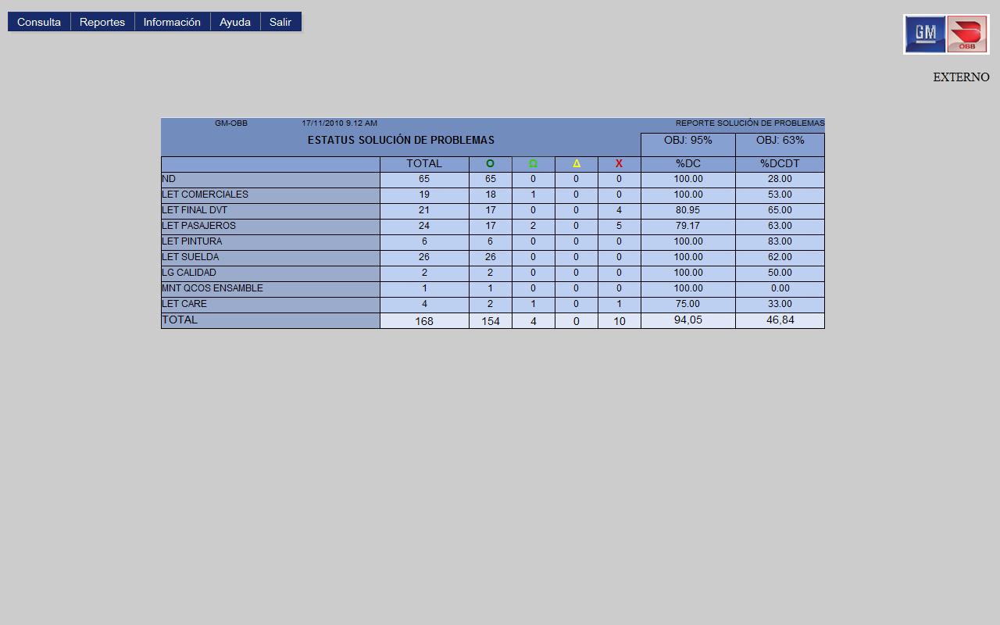 Consulta Reportes Información Ayuda Salir
GM OBB
EXTERNO
GM-OBB 17/11/2010 9.12 AM REPORTE SOLUCIÓN DE PROBLEMAS
ESTATUS SOLUCIÓN DE PROBLEMAS OBJ: 95% OBJ: 63%
TOTAL O Ω Δ X %DC %DCDT
ND 65 65 0 0 0 100.00 28.00
LET COMERCIALES 19 18 1 0 0 100.00 53.00
LET FINAL DVT 21 17 0 0 4 80.95 65.00
LET PASAJEROS 24 17 2 0 5 79.17 63.00
LET PINTURA 6 6 0 0 0 100.00 83.00
LET SUELDA 26 26 0 0 0 100.00 62.00
LG CALIDAD 2 2 0 0 0 100.00 50.00
MNT QCOS ENSAMBLE 1 1 0 0 0 100.00 0.00
LET CARE 4 2 1 0 1 75.00 33.00
TOTAL 168 154 4 0 10 94,05 46,84